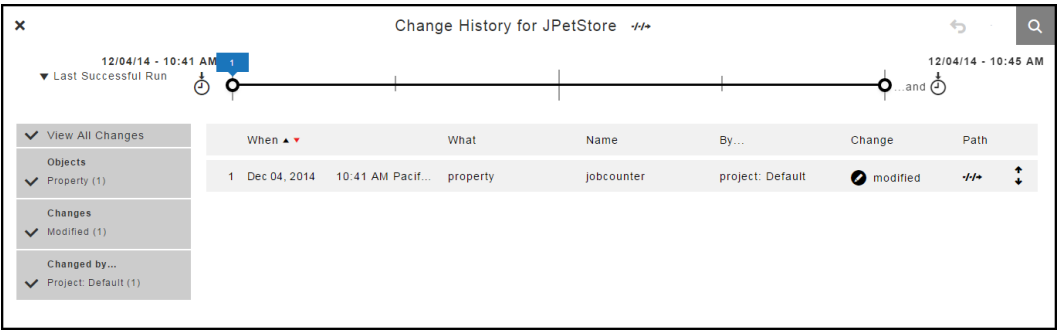 Change History for JPetStore
12/04/14 - 10:41 AM
1
12/04/14 - 10:45 AM
▼ Last Successful Run
...and
View All Changes
When ▲ ▼ What Name By... Change Path
Objects
Property (1)
1 Dec 04, 2014 10:41 AM Pacif... property jobcounter project: Default modified
Changes
Modified (1)
Changed by...
Project: Default (1)